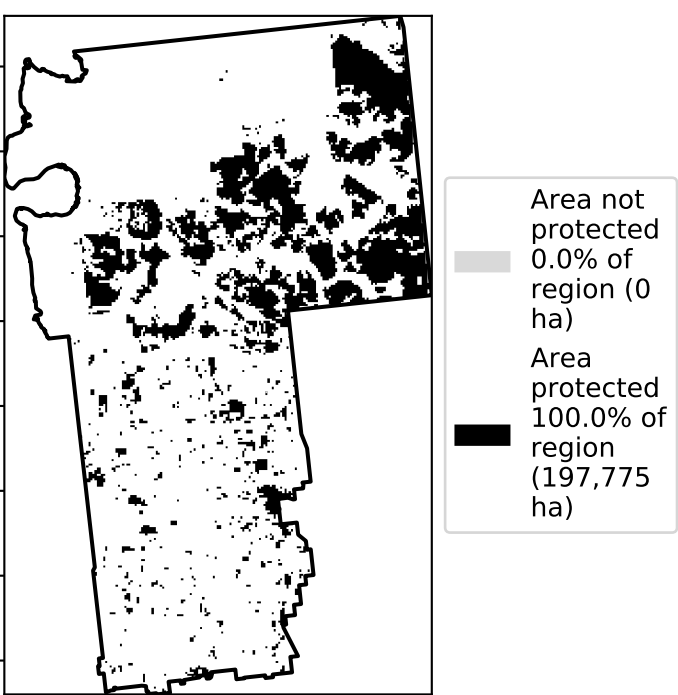 Area not
protected
0.0% of
region (0
ha)
Area
protected
100.0% of
region
(197,775
ha)